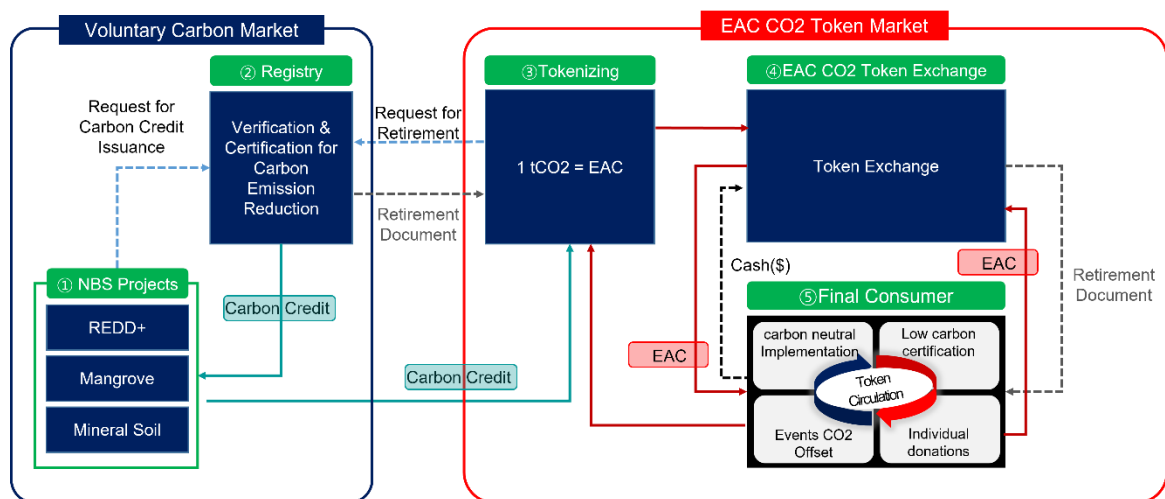 Voluntary Carbon Market
EAC CO2 Token Market
② Registry
③Tokenizing
④EAC CO2 Token Exchange
Request for
Carbon Credit
Issuance
Verification &
Certification for
Carbon
Emission
Reduction
Request for
Retirement
1 tCO2 = EAC
Token Exchange
Retirement
Document
① NBS Projects
REDD+
Mangrove
Mineral Soil
Carbon Credit
Carbon Credit
Cash($)
EAC
EAC
Retirement
Document
⑤Final Consumer
carbon neutral
Implementation
Low carbon
certification
Token
Circulation
Events CO2
Offset
Individual
donations